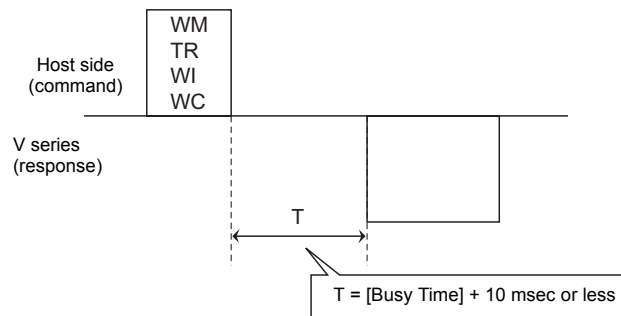 WM
TR
WI
WC
Host side
(command)
V series
(response)
T
T = [Busy Time] + 10 msec or less